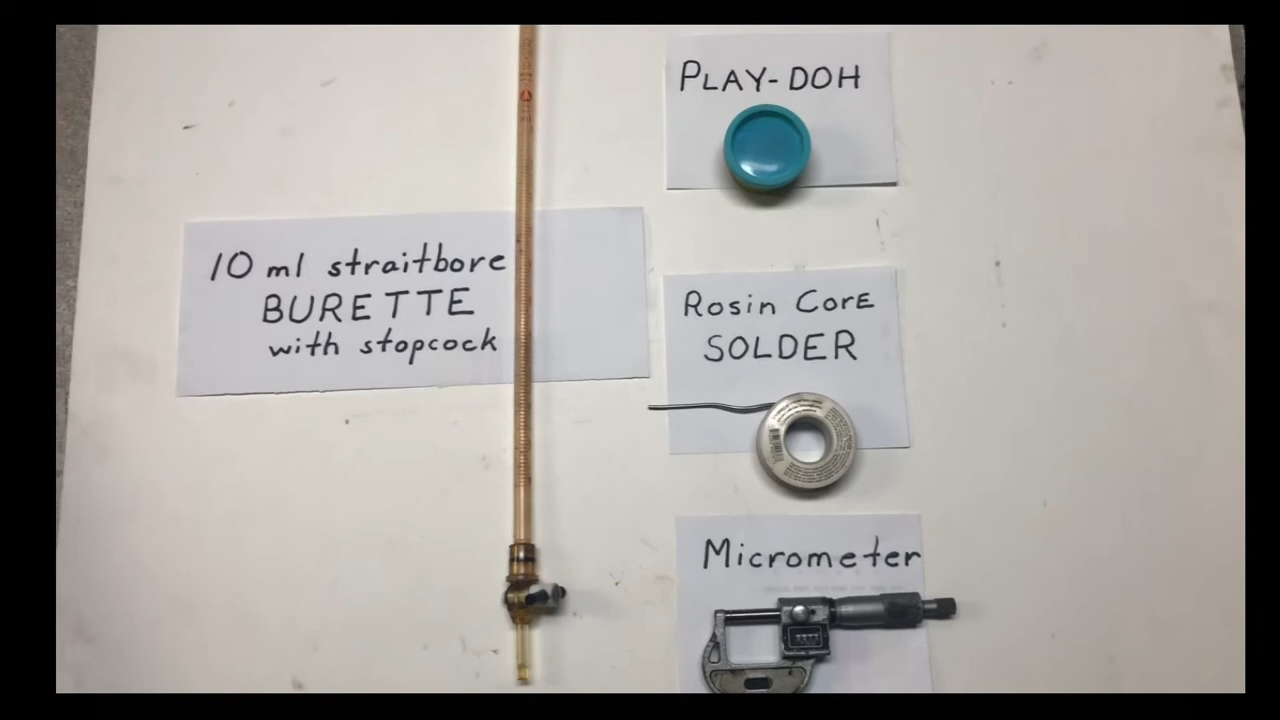 10 ml straitbore
BURETTE
with stopcock
PLAY-DOH
Rosin CorE
SOLDER
Micrometer